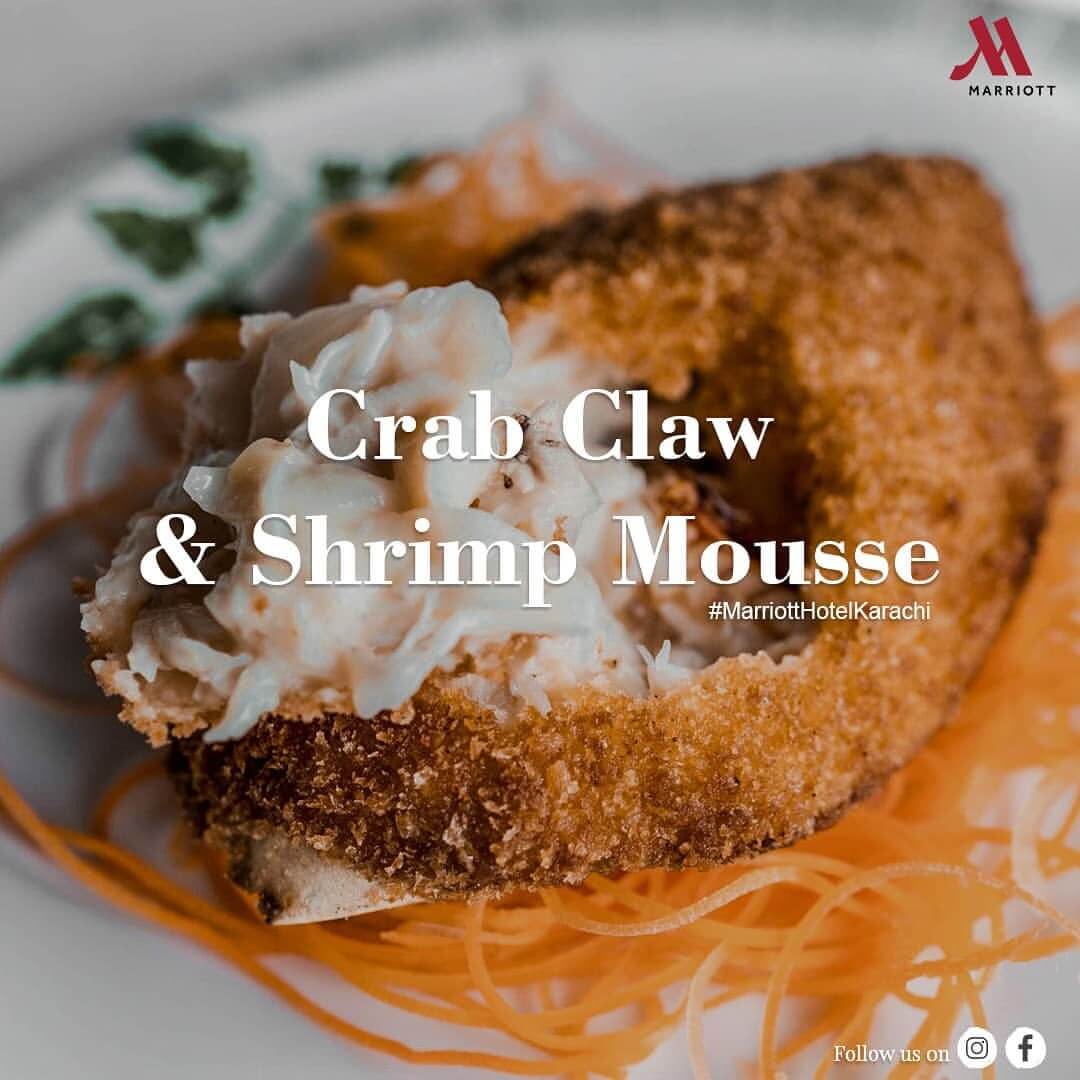 MARRIOTT
Crab Claw
& Shrimp Mousse
#MarriottHotelKarachi
Follow us on